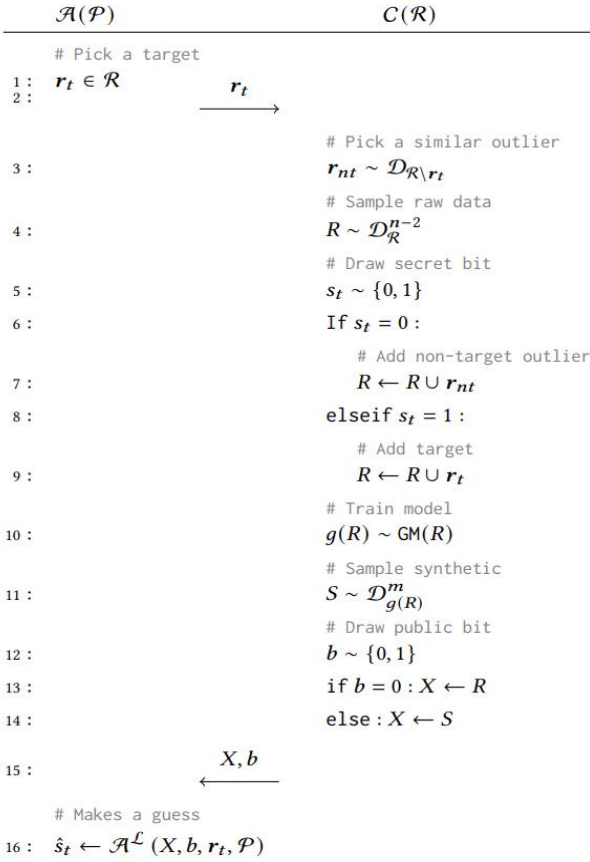 𝒜(𝒫) C(ℛ)
# Pick a target
1 : r_t ∈ ℛ
2 : r_t
# Pick a similar outlier
3 : r_nt ∼ 𝒟_{ℛ\r_t}
# Sample raw data
4 : R ∼ 𝒟_ℛ^{n−2}
# Draw secret bit
5 : s_t ∼ {0, 1}
6 : If s_t = 0 :
# Add non-target outlier
7 : R ← R ∪ r_nt
8 : elseif s_t = 1 :
# Add target
9 : R ← R ∪ r_t
# Train model
10 : g(R) ∼ GM(R)
# Sample synthetic
11 : S ∼ 𝒟_{g(R)}^m
# Draw public bit
12 : b ∼ {0, 1}
13 : if b = 0 : X ← R
14 : else : X ← S
15 : X, b
# Makes a guess
16 : ŝ_t ← 𝒜^ℒ (X, b, r_t, 𝒫)